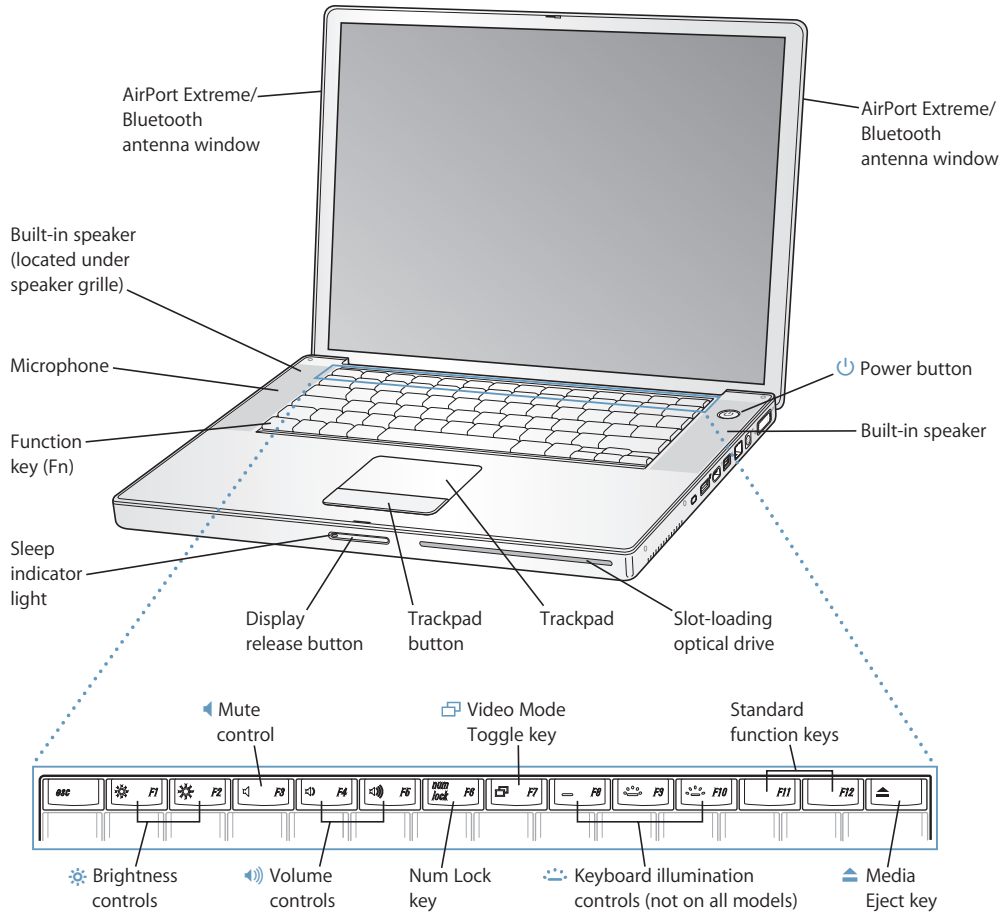 AirPort Extreme/
Bluetooth
antenna window
AirPort Extreme/
Bluetooth
antenna window
Built-in speaker
(located under
speaker grille)
Microphone
Power button
Function
key (Fn)
Built-in speaker
Sleep
indicator
light
Display
release button
Trackpad
button
Trackpad
Slot-loading
optical drive
Mute
control
Video Mode
Toggle key
Standard
function keys
esc F1 F2 F3 F4 F5 num lock F6 F7 F8 F9 F10 F11 F12
Brightness
controls
Volume
controls
Num Lock
key
Keyboard illumination
controls (not on all models)
Media
Eject key